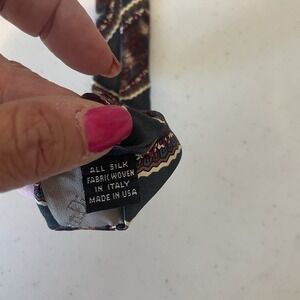 ALL SILK
FABRIC WOVEN
IN ITALY
MADE IN USA